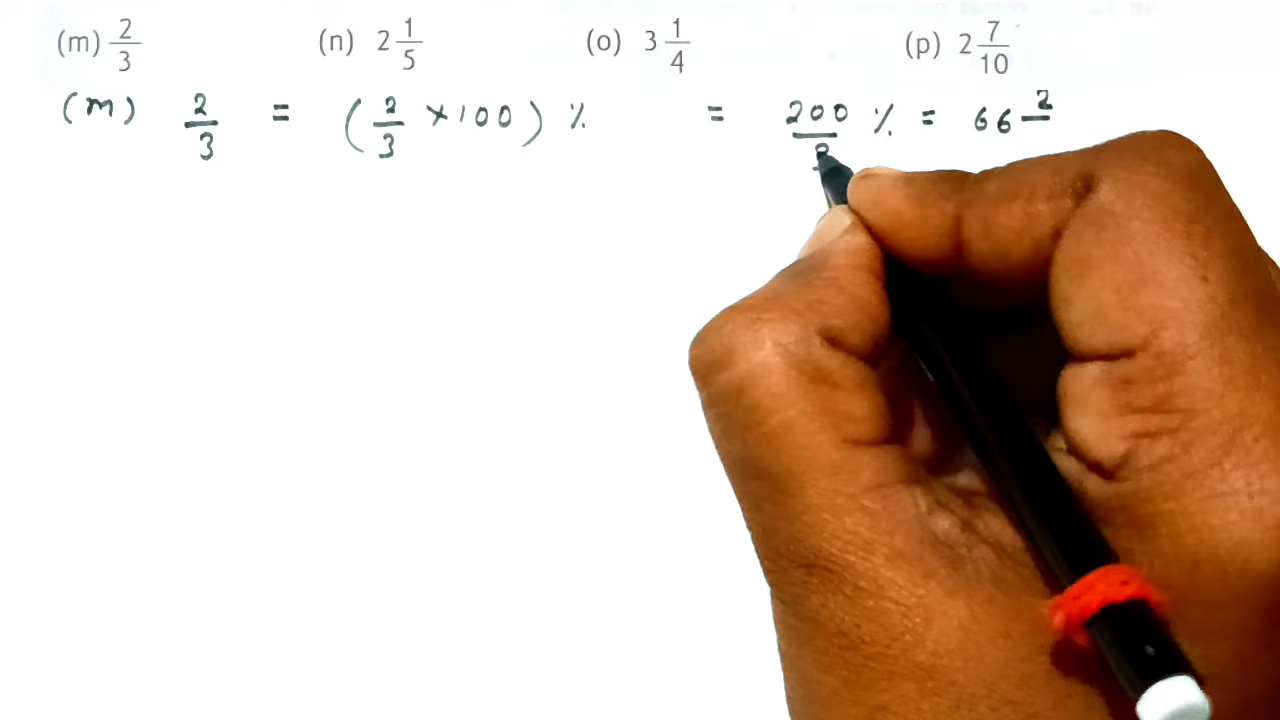 (m) 2/3 (n) 2 1/5 (o) 3 1/4 (p) 2 7/10
(m) 2/3 = (2/3 × 100) % = 200/3 % = 66 2/